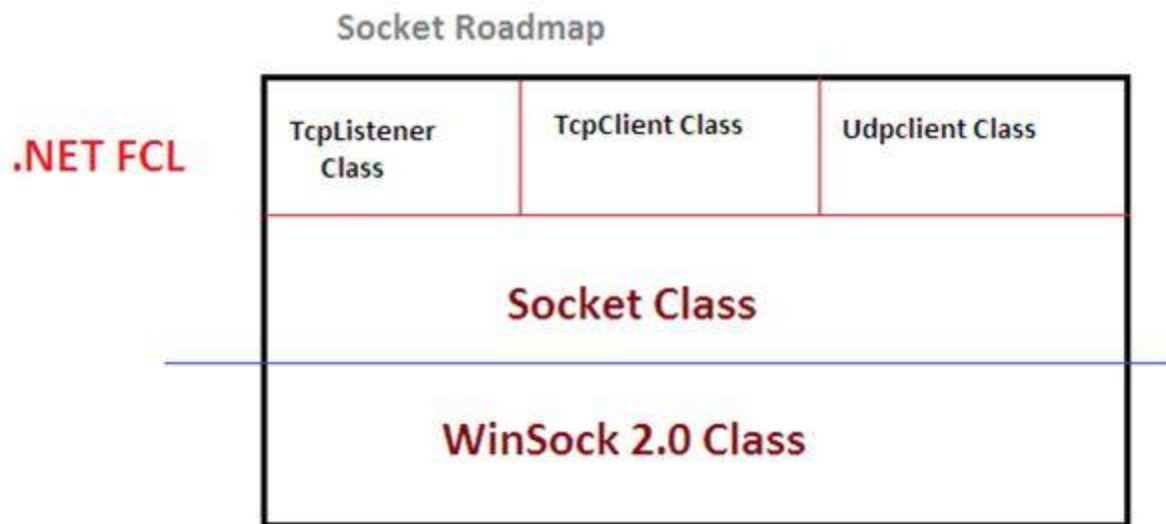 Socket Roadmap
.NET FCL
TcpListener
Class
TcpClient Class
Udpclient Class
Socket Class
WinSock 2.0 Class